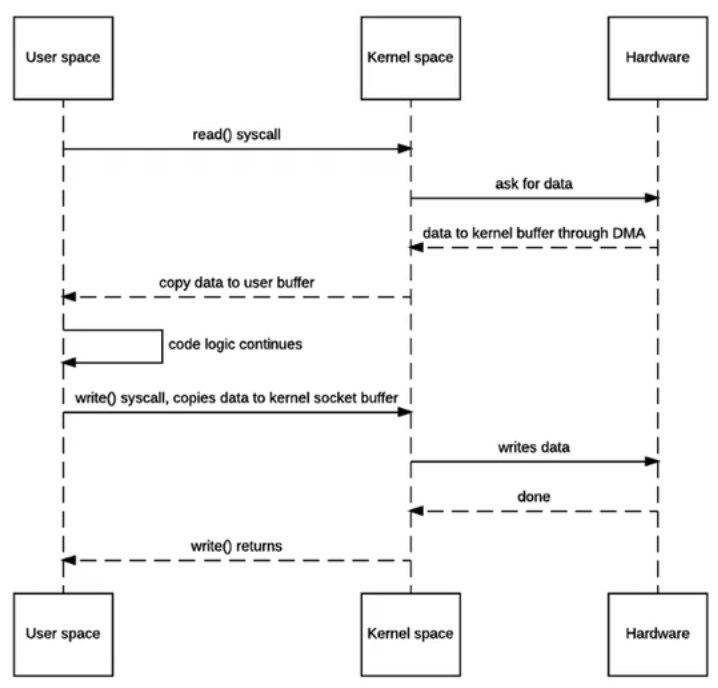 User space
Kernel space
Hardware
read() syscall
ask for data
data to kernel buffer through DMA
copy data to user buffer
code logic continues
write() syscall, copies data to kernel socket buffer
writes data
done
write() returns
User space
Kernel space
Hardware